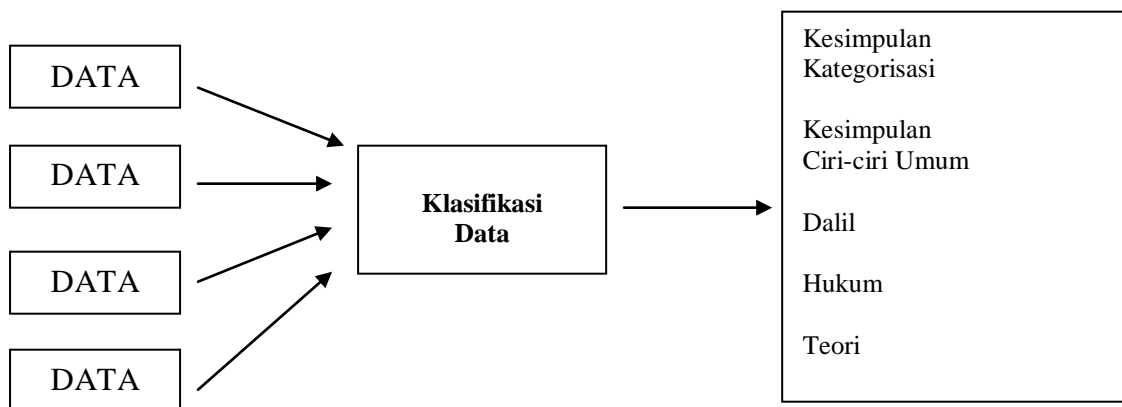 DATA
DATA
DATA
DATA
Klasifikasi
Data
Kesimpulan
Kategorisasi
Kesimpulan
Ciri-ciri Umum
Dalil
Hukum
Teori